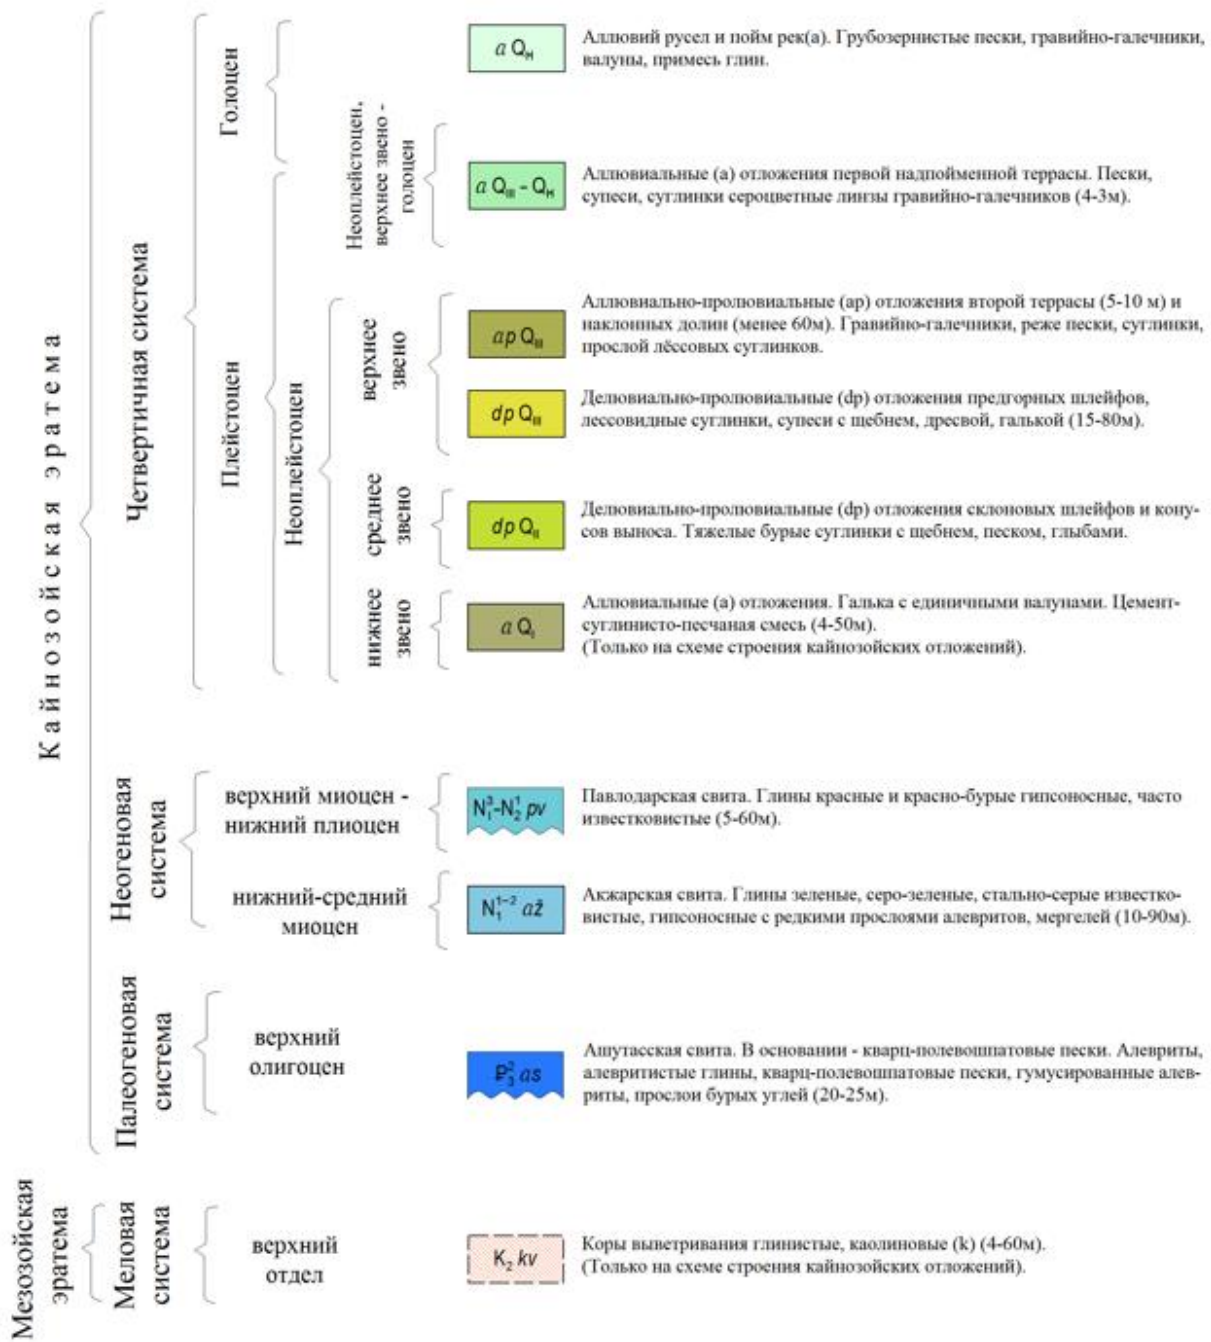 Кайнозойская эратема
Четвертичная система
Голоцен
a Q_H
Аллювий русел и пойм рек(а). Грубозернистые пески, гравийно-галечники,
валуны, примесь глин.
Плейстоцен
Неоплейстоцен,
верхнее звено -
голоцен
a Q_III - Q_H
Аллювиальные (а) отложения первой надпойменной террасы. Пески,
супеси, суглинки сероцветные линзы гравийно-галечников (4-3м).
Неоплейстоцен
верхнее
звено
ap Q_III
Аллювиально-пролювиальные (ар) отложения второй террасы (5-10 м) и
наклонных долин (менее 60м). Гравийно-галечники, реже пески, суглинки,
прослой лёссовых суглинков.
dp Q_III
Делювиально-пролювиальные (dp) отложения предгорных шлейфов,
лессовидные суглинки, супеси с щебнем, дресвой, галькой (15-80м).
среднее
звено
dp Q_II
Делювиально-пролювиальные (dp) отложения склоновых шлейфов и кону-
сов выноса. Тяжелые бурые суглинки с щебнем, песком, глыбами.
нижнее
звено
a Q_I
Аллювиальные (а) отложения. Галька с единичными валунами. Цемент-
суглинисто-песчаная смесь (4-50м).
(Только на схеме строения кайнозойских отложений).
Неогеновая
система
верхний миоцен -
нижний плиоцен
N₁³-N₂¹ pv
Павлодарская свита. Глины красные и красно-бурые гипсоносные, часто
известковистые (5-60м).
нижний-средний
миоцен
N₁¹⁻² až
Акжарская свита. Глины зеленые, серо-зеленые, стально-серые известко-
вистые, гипсоносные с редкими прослоями алевритов, мергелей (10-90м).
Палеогеновая
система
верхний
олигоцен
₽₃² as
Ашутасская свита. В основании - кварц-полевошпатовые пески. Алевриты,
алевритистые глины, кварц-полевошпатовые пески, гумусированные алев-
риты, прослои бурых углей (20-25м).
Мезозойская
эратема
Меловая
система
верхний
отдел
K₂ kv
Коры выветривания глинистые, каолиновые (k) (4-60м).
(Только на схеме строения кайнозойских отложений).